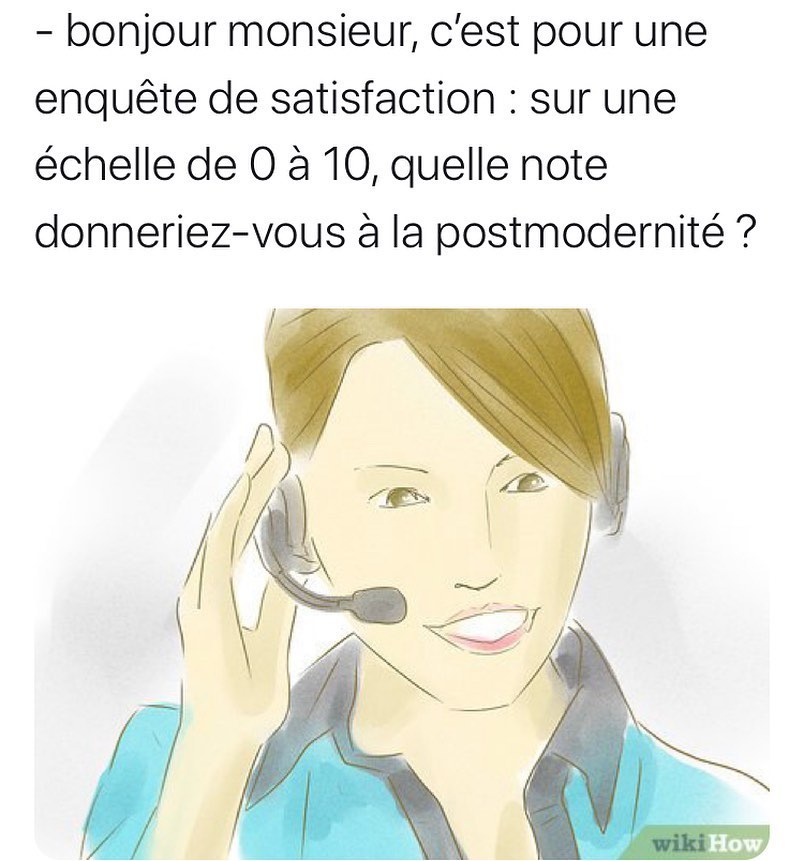 - bonjour monsieur, c’est pour une
enquête de satisfaction : sur une
échelle de 0 à 10, quelle note
donneriez-vous à la postmodernité ?
wikiHow